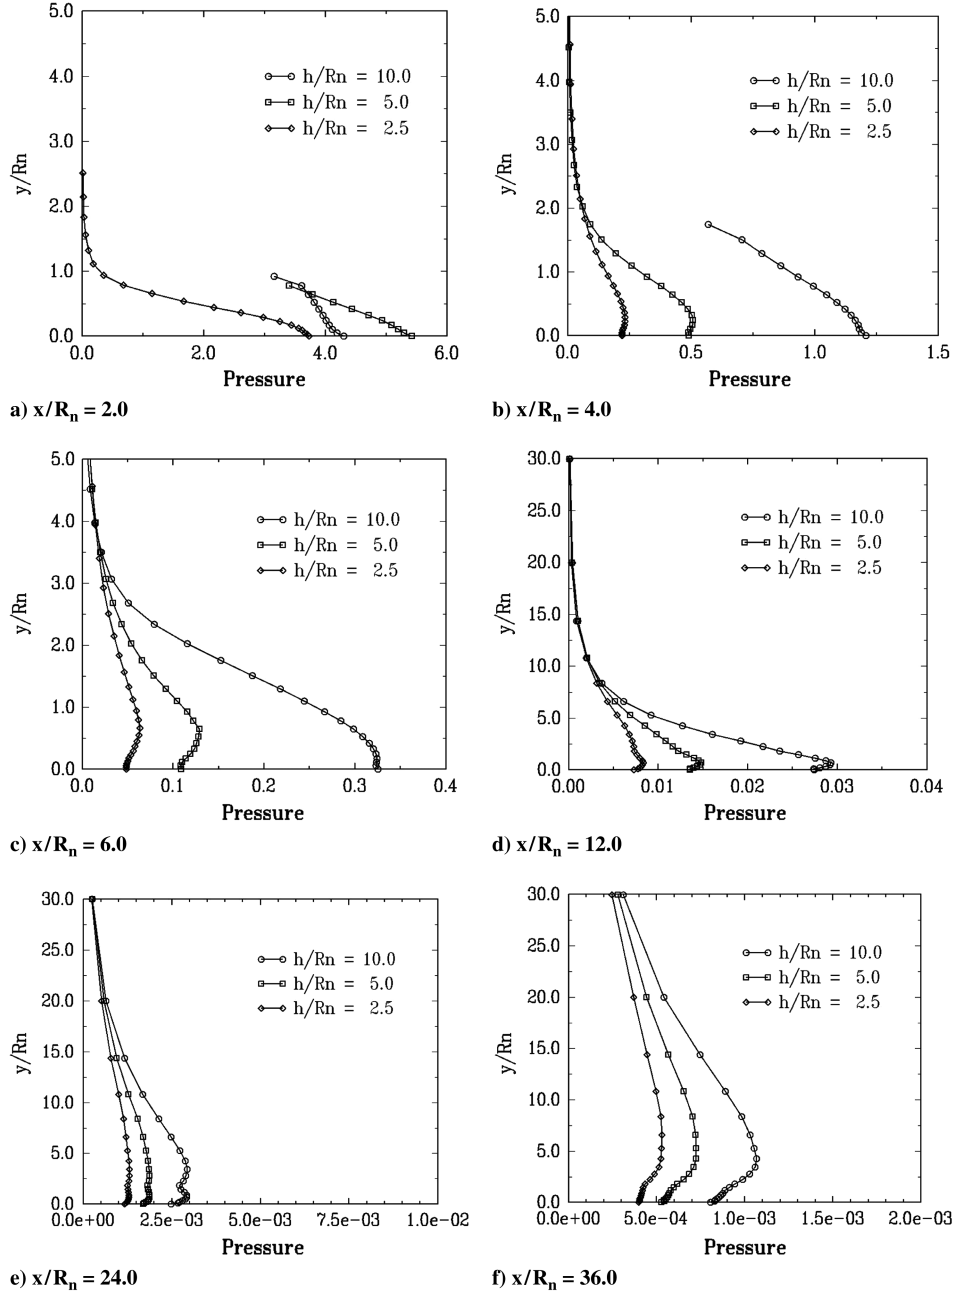 5.0
4.0
3.0
2.0
1.0
0.0
y/Rn
h/Rn = 10.0
h/Rn = 5.0
h/Rn = 2.5
0.0
2.0
4.0
6.0
Pressure
a) x/Rn = 2.0
5.0
4.0
3.0
2.0
1.0
0.0
y/Rn
h/Rn = 10.0
h/Rn = 5.0
h/Rn = 2.5
0.0
0.5
1.0
1.5
Pressure
b) x/Rn = 4.0
5.0
4.0
3.0
2.0
1.0
0.0
y/Rn
h/Rn = 10.0
h/Rn = 5.0
h/Rn = 2.5
0.0
0.1
0.2
0.3
0.4
Pressure
c) x/Rn = 6.0
30.0
25.0
20.0
15.0
10.0
5.0
0.0
y/Rn
h/Rn = 10.0
h/Rn = 5.0
h/Rn = 2.5
0.00
0.01
0.02
0.03
0.04
Pressure
d) x/Rn = 12.0
30.0
25.0
20.0
15.0
10.0
5.0
0.0
y/Rn
h/Rn = 10.0
h/Rn = 5.0
h/Rn = 2.5
0.0e+00
2.5e-03
5.0e-03
7.5e-03
1.0e-02
Pressure
e) x/Rn = 24.0
30.0
25.0
20.0
15.0
10.0
5.0
0.0
y/Rn
h/Rn = 10.0
h/Rn = 5.0
h/Rn = 2.5
0.0e+00
5.0e-04
1.0e-03
1.5e-03
2.0e-03
Pressure
f) x/Rn = 36.0